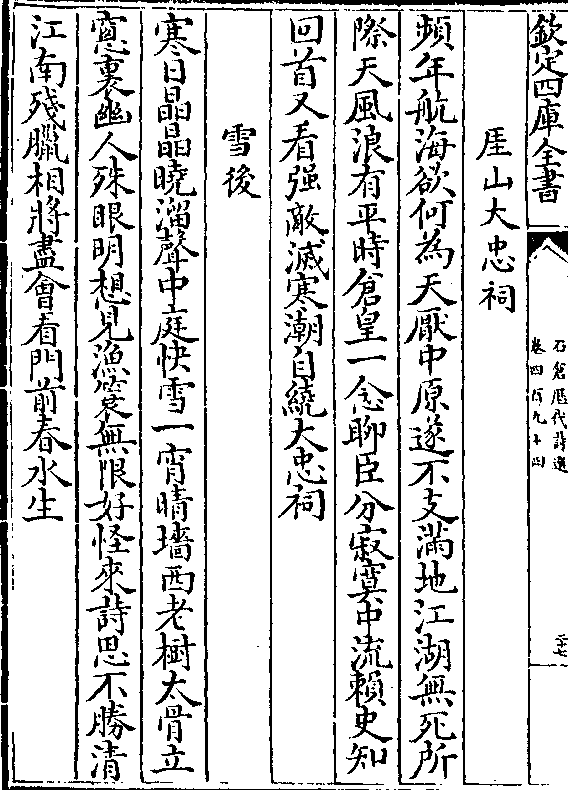 欽定四庫全書
石倉歷代詩選
卷四百九十四
二十七
厓山大忠祠
頻年航海欲何為天厭中原遂不支滿地江湖無死所
際天風浪有平時倉皇一念聊臣分寂寞中流賴史知
回首又看强敵滅寒潮自繞大忠祠
雪後
寒日晶晶曉溜聲中庭快雪一宵晴墻西老樹太骨立
窻裏幽人殊眼明想見漁簑無限好怪來詩思不勝清
江南殘臘相將盡會看門前春水生